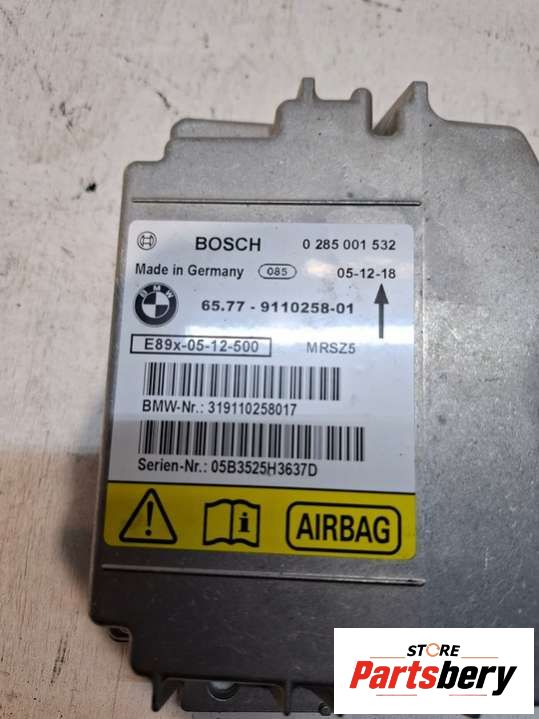 BOSCH 0 285 001 532
Made in Germany 085 05-12-18
BMW 65.77 - 9110258-01
E89x-05-12-500 MRSZ5
BMW-Nr.: 319110258017
Serien-Nr.: 05B3525H3637D
AIRBAG
STORE
Partsbery